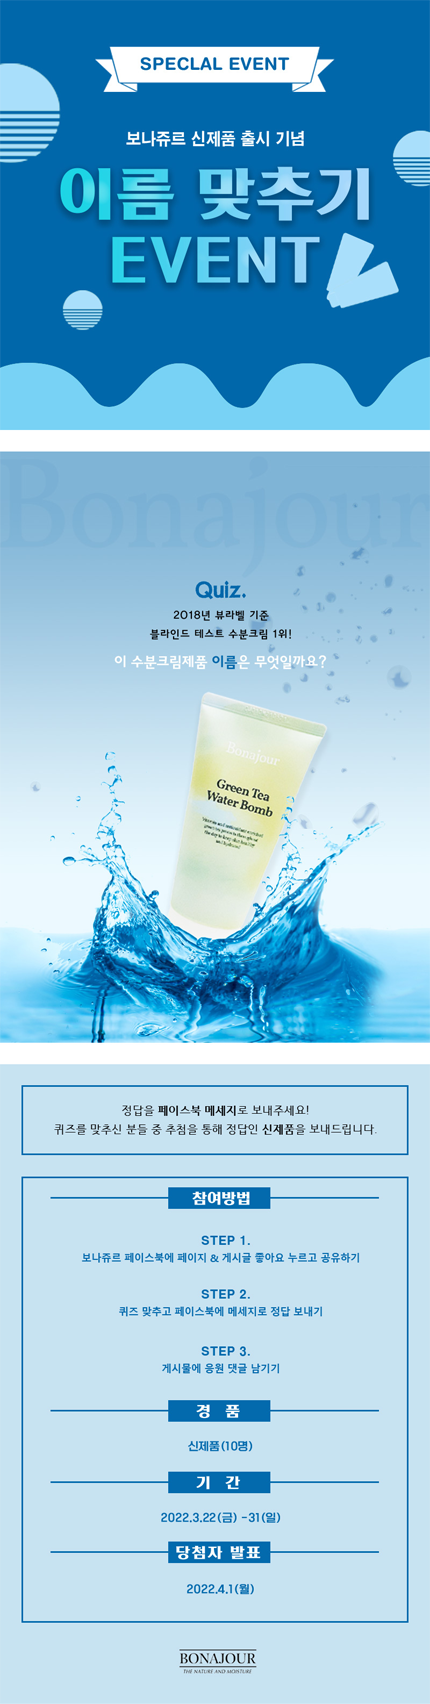 SPECLAL EVENT
보나쥬르 신제품 출시 기념
이름 맞추기
EVENT
Bonajour
Quiz.
2018년 뷰라벨 기준
블라인드 테스트 수분크림 1위!
이 수분크림제품 이름은 무엇일까요?
Bonajour
Green Tea
Water Bomb
정답을 페이스북 메세지로 보내주세요!
퀴즈를 맞추신 분들 중 추첨을 통해 정답인 신제품을 보내드립니다.
참여방법
STEP 1.
보나쥬르 페이스북에 페이지 & 게시글 좋아요 누르고 공유하기
STEP 2.
퀴즈 맞추고 페이스북에 메세지로 정답 보내기
STEP 3.
게시물에 응원 댓글 남기기
경 품
신제품(10명)
기 간
2022.3.22(금) -31(일)
당첨자 발표
2022.4.1(월)
BONAJOUR
THE NATURE AND MOISTURE